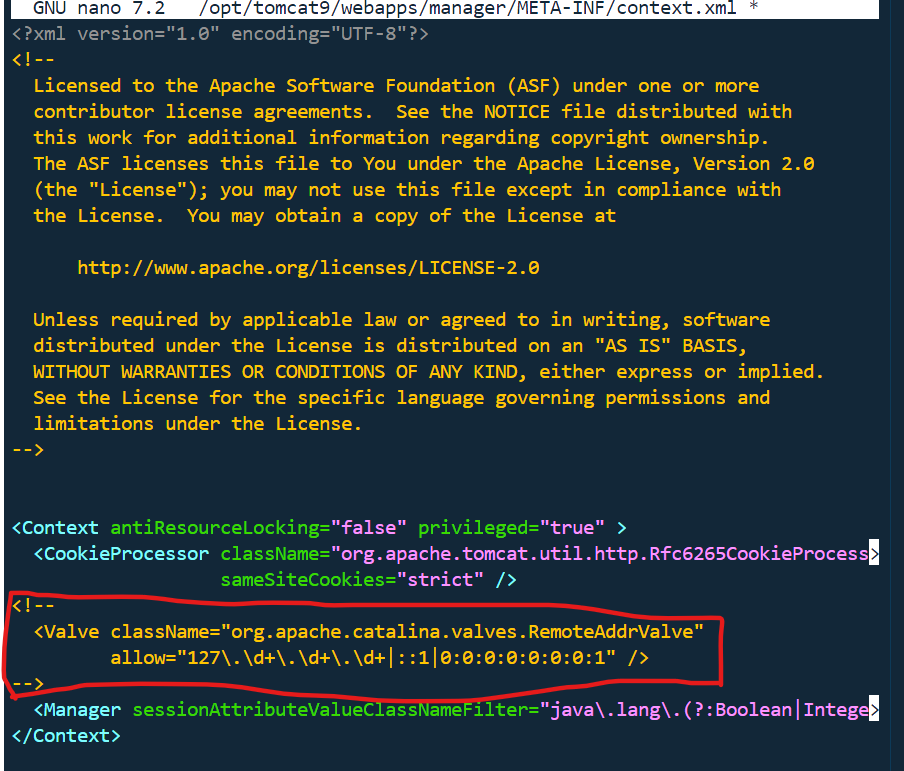 GNU nano 7.2   /opt/tomcat9/webapps/manager/META-INF/context.xml *
<?xml version="1.0" encoding="UTF-8"?>
<!--
  Licensed to the Apache Software Foundation (ASF) under one or more
  contributor license agreements.  See the NOTICE file distributed with
  this work for additional information regarding copyright ownership.
  The ASF licenses this file to You under the Apache License, Version 2.0
  (the "License"); you may not use this file except in compliance with
  the License.  You may obtain a copy of the License at

      http://www.apache.org/licenses/LICENSE-2.0

  Unless required by applicable law or agreed to in writing, software
  distributed under the License is distributed on an "AS IS" BASIS,
  WITHOUT WARRANTIES OR CONDITIONS OF ANY KIND, either express or implied.
  See the License for the specific language governing permissions and
  limitations under the License.
-->

<Context antiResourceLocking="false" privileged="true" >
  <CookieProcessor className="org.apache.tomcat.util.http.Rfc6265CookieProcess>
                   sameSiteCookies="strict" />
<!--
  <Valve className="org.apache.catalina.valves.RemoteAddrValve"
         allow="127\.\d+\.\d+\.\d+|::1|0:0:0:0:0:0:0:1" />
-->
  <Manager sessionAttributeValueClassNameFilter="java\.lang\.(?:Boolean|Intege>
</Context>